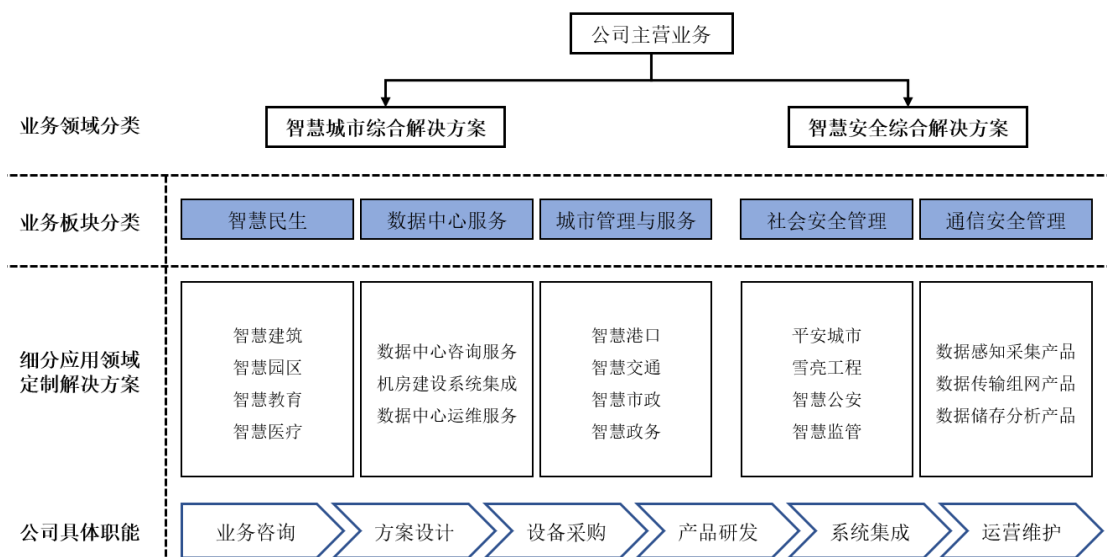 公司主营业务
业务领域分类
智慧城市综合解决方案
智慧安全综合解决方案
业务板块分类
智慧民生
数据中心服务
城市管理与服务
社会安全管理
通信安全管理
细分应用领域
定制解决方案
智慧建筑
智慧园区
智慧教育
智慧医疗
数据中心咨询服务
机房建设系统集成
数据中心运维服务
智慧港口
智慧交通
智慧市政
智慧政务
平安城市
雪亮工程
智慧公安
智慧监管
数据感知采集产品
数据传输组网产品
数据储存分析产品
公司具体职能
业务咨询
方案设计
设备采购
产品研发
系统集成
运营维护